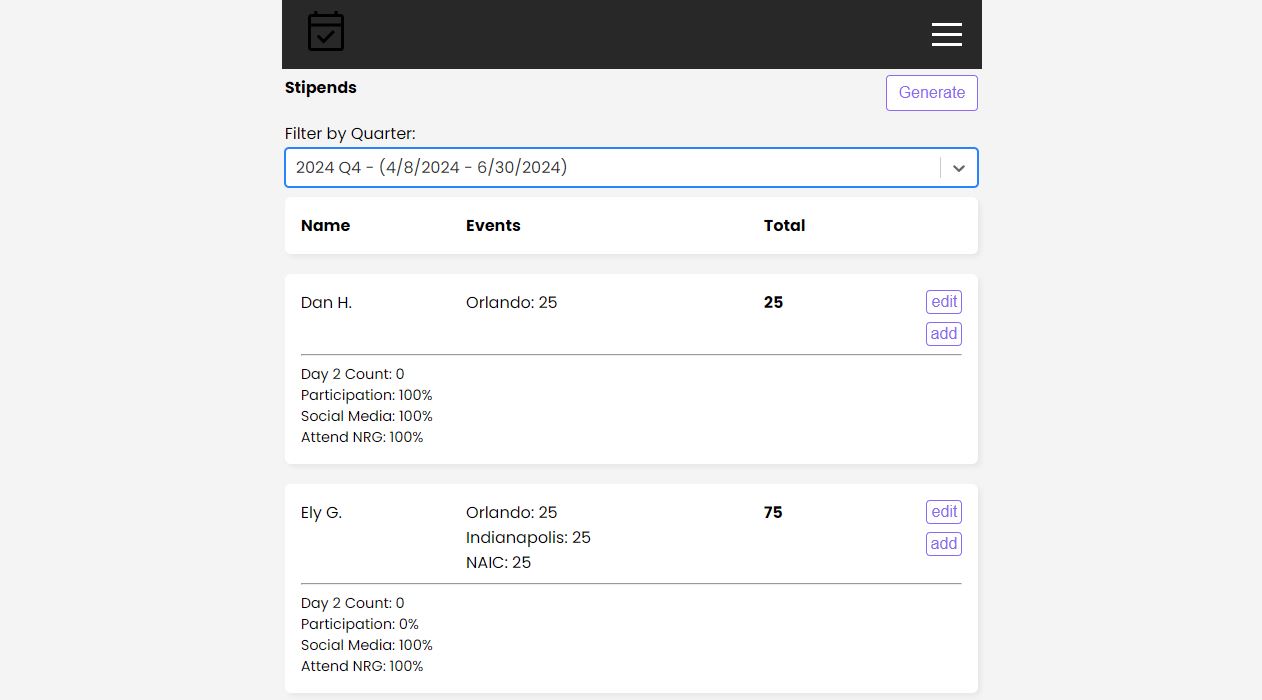 Stipends
Generate
Filter by Quarter:
2024 Q4 - (4/8/2024 - 6/30/2024)
Name Events Total
Dan H. Orlando: 25 25 edit
add
Day 2 Count: 0
Participation: 100%
Social Media: 100%
Attend NRG: 100%
Ely G. Orlando: 25 75 edit
Indianapolis: 25 add
NAIC: 25
Day 2 Count: 0
Participation: 0%
Social Media: 100%
Attend NRG: 100%